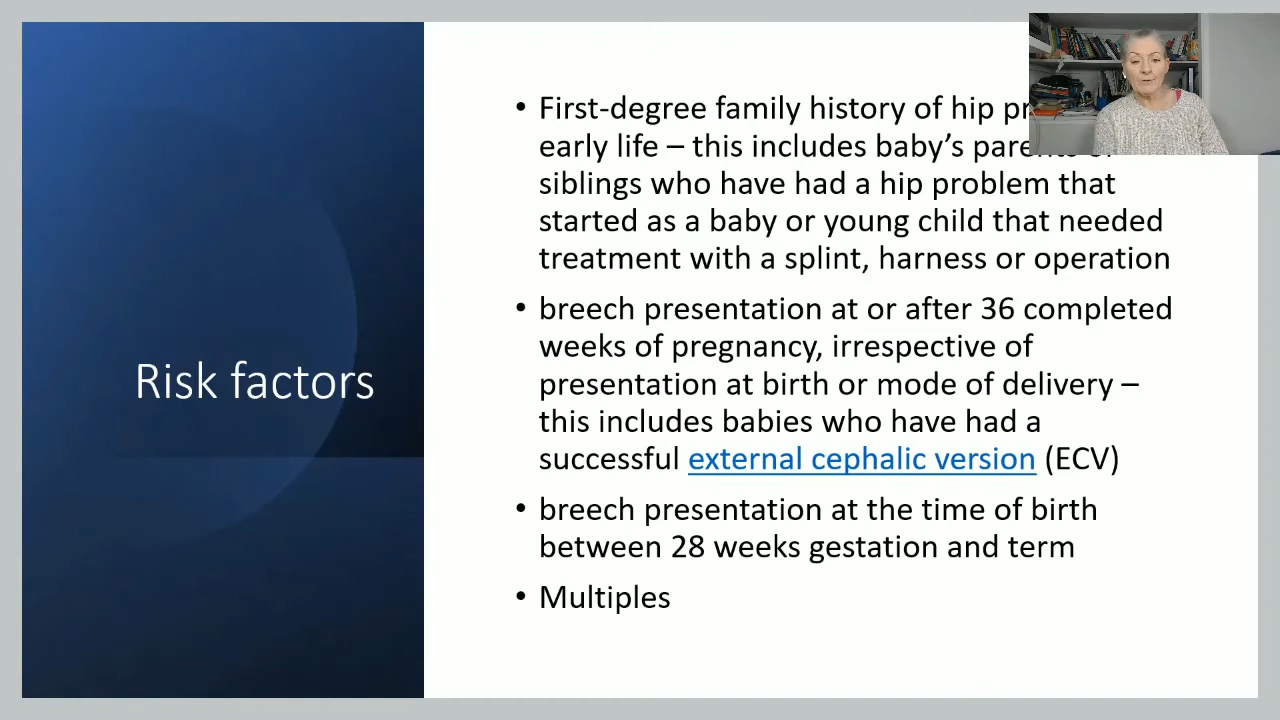 Risk factors
• First-degree family history of hip
early life – this includes baby’s
siblings who have had a hip problem that
started as a baby or young child that needed
treatment with a splint, harness or operation
• breech presentation at or after 36 completed
weeks of pregnancy, irrespective of
presentation at birth or mode of delivery –
this includes babies who have had a
successful external cephalic version (ECV)
• breech presentation at the time of birth
between 28 weeks gestation and term
• Multiples